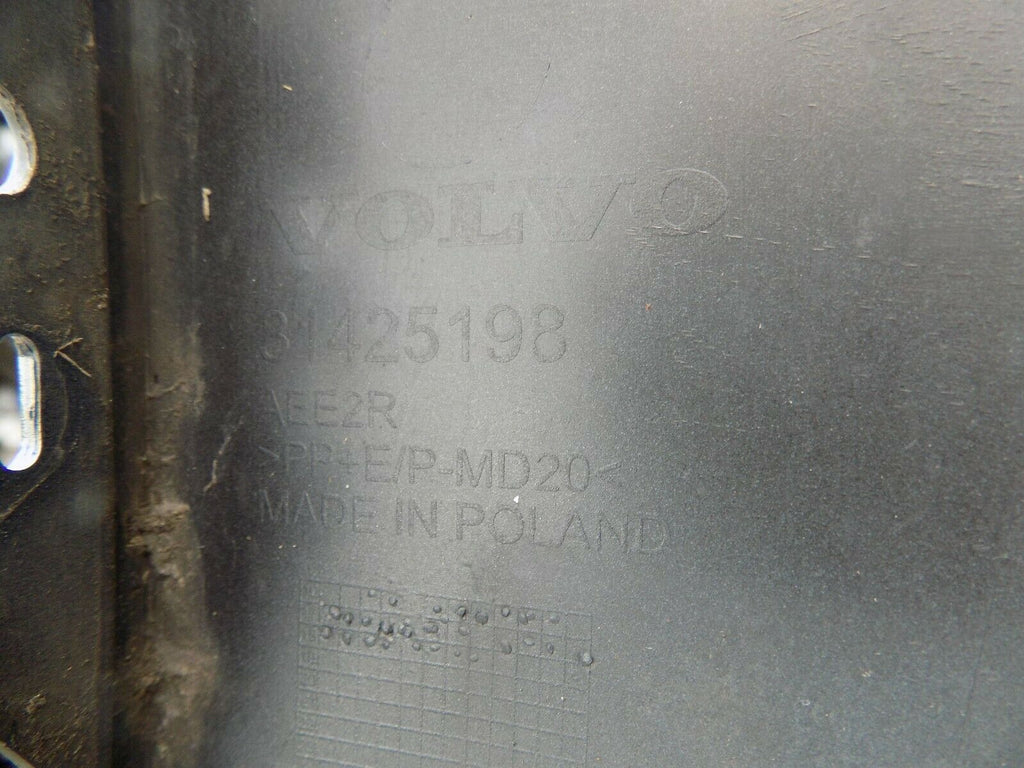 VOLVO
31425198
AEE2R
>PP+E/P-MD20<
MADE IN POLAND